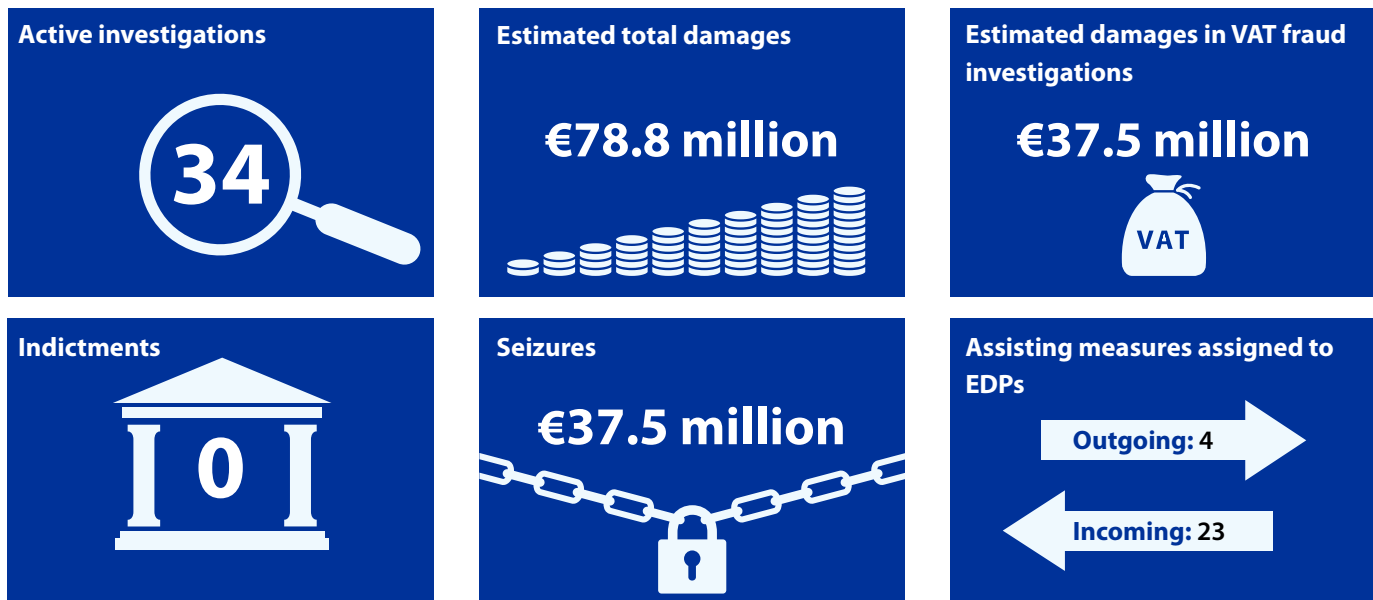 Active investigations
34
Estimated total damages
€78.8 million
Estimated damages in VAT fraud
investigations
€37.5 million
VAT
Indictments
0
Seizures
€37.5 million
Assisting measures assigned to
EDPs
Outgoing: 4
Incoming: 23